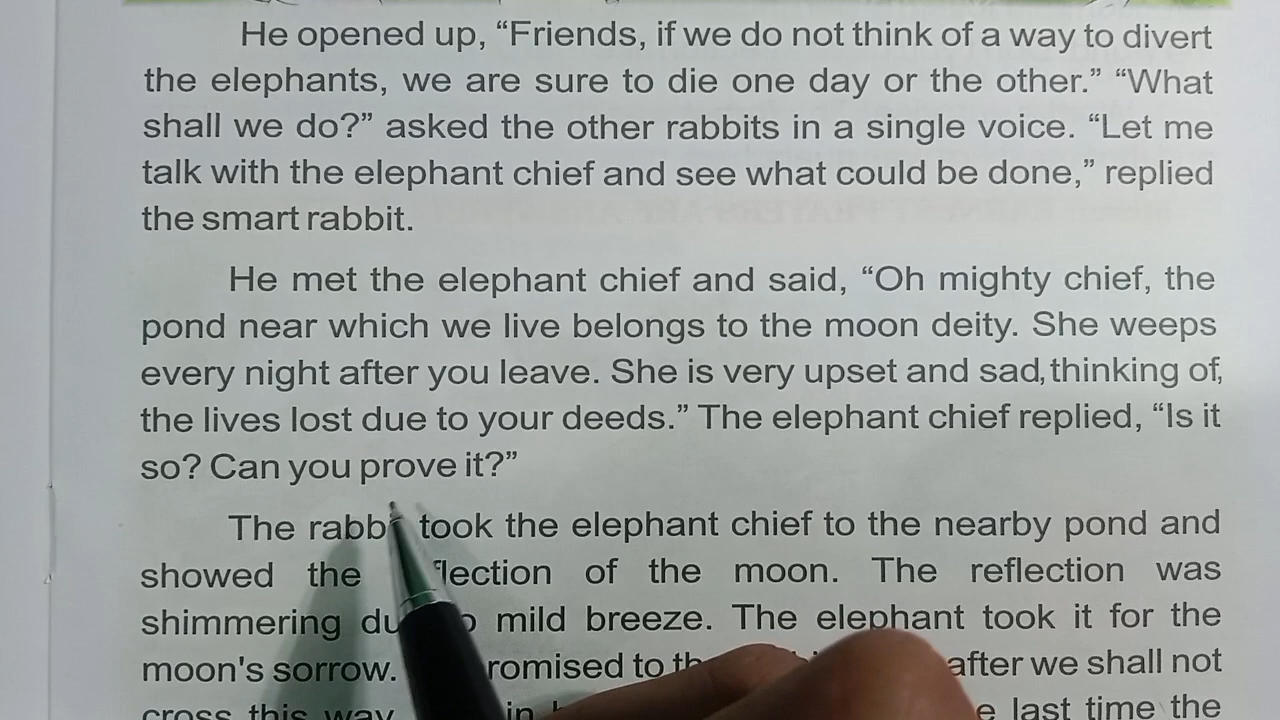 He opened up, “Friends, if we do not think of a way to divert
the elephants, we are sure to die one day or the other.” “What
shall we do?” asked the other rabbits in a single voice. “Let me
talk with the elephant chief and see what could be done,” replied
the smart rabbit.
He met the elephant chief and said, “Oh mighty chief, the
pond near which we live belongs to the moon deity. She weeps
every night after you leave. She is very upset and sad, thinking of,
the lives lost due to your deeds.” The elephant chief replied, “Is it
so? Can you prove it?”
The took the elephant chief to the nearby pond and
showed the of the moon. The reflection was
shimmering mild breeze. The elephant took it for the
moon's sorrow. to after we shall not
cross this way last time the